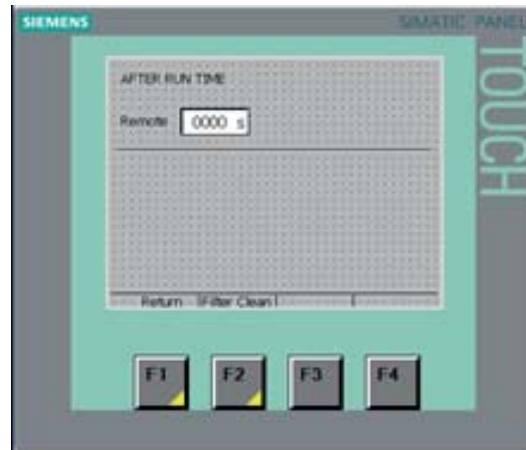 SIEMENS
SIMATIC PANEL
TOUCH
AFTER RUN TIME
Remote 0000 s
Return Filter Clean
F1 F2 F3 F4